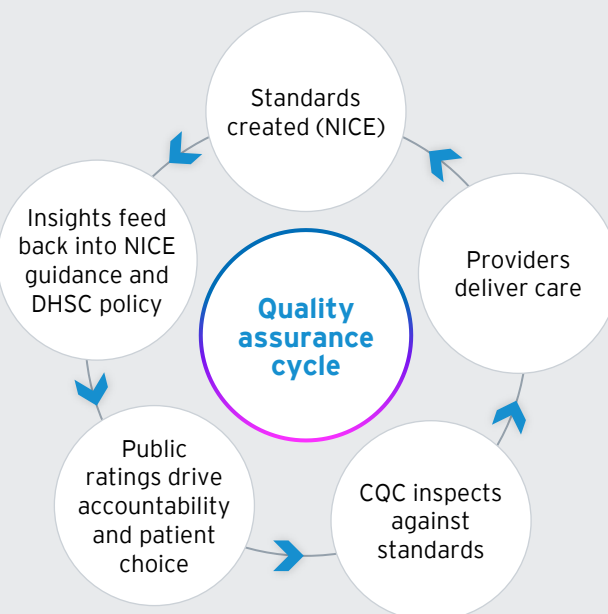 Standards
created (NICE)
Insights feed
back into NICE
guidance and
DHSC policy
Providers
deliver care
Quality
assurance
cycle
Public
ratings drive
accountability
and patient
choice
CQC inspects
against
standards